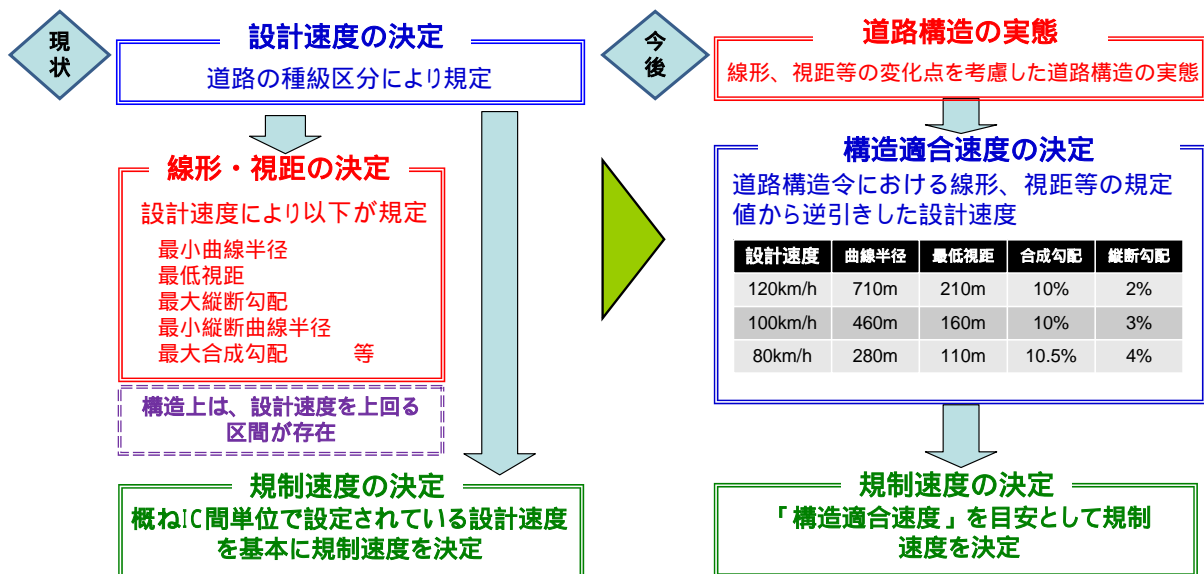 現
状
設計速度の決定
道路の種級区分により規定
線形・視距の決定
設計速度により以下が規定
最小曲線半径
最低視距
最大縦断勾配
最小縦断曲線半径
最大合成勾配 等
構造上は、設計速度を上回る
区間が存在
規制速度の決定
概ねIC間単位で設定されている設計速度
を基本に規制速度を決定
今
後
道路構造の実態
線形、視距等の変化点を考慮した道路構造の実態
構造適合速度の決定
道路構造令における線形、視距等の規定
値から逆引きした設計速度
設計速度 曲線半径 最低視距 合成勾配 縦断勾配
120km/h 710m 210m 10% 2%
100km/h 460m 160m 10% 3%
80km/h 280m 110m 10.5% 4%
規制速度の決定
「構造適合速度」を目安として規制
速度を決定